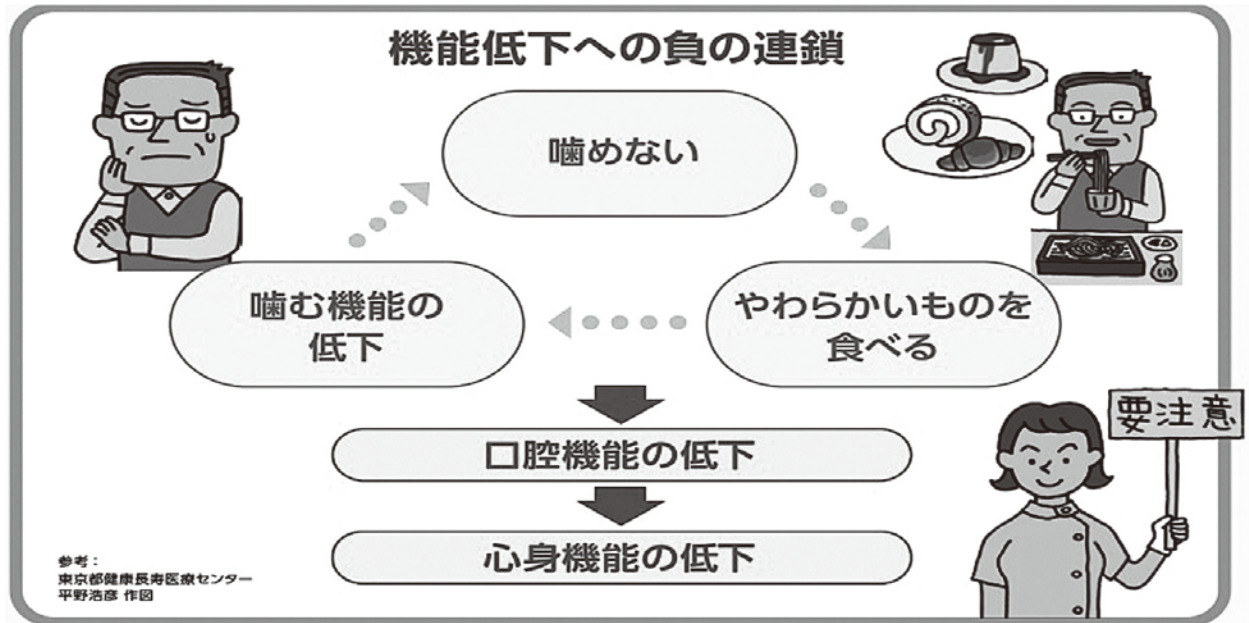 機能低下への負の連鎖
噛めない
やわらかいものを
食べる
噛む機能の
低下
口腔機能の低下
心身機能の低下
要注意
参考：
東京都健康長寿医療センター
平野浩彦 作図